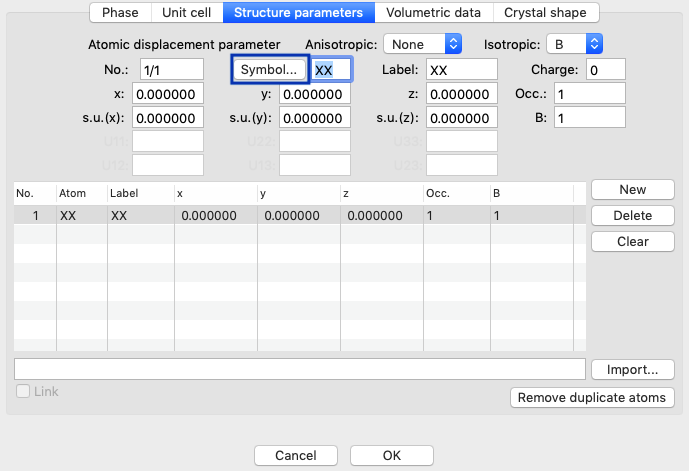 Phase Unit cell Structure parameters Volumetric data Crystal shape
Atomic displacement parameter Anisotropic: None Isotropic: B
No.: 1/1 Symbol... XX Label: XX Charge: 0
x: 0.000000 y: 0.000000 z: 0.000000 Occ.: 1
s.u.(x): 0.000000 s.u.(y): 0.000000 s.u.(z): 0.000000 B: 1
U11: U22: U33:
U12: U13: U23:
No. Atom Label x y z Occ. B New
1 XX XX 0.000000 0.000000 0.000000 1 1 Delete
Clear
Import...
Link
Remove duplicate atoms
Cancel OK